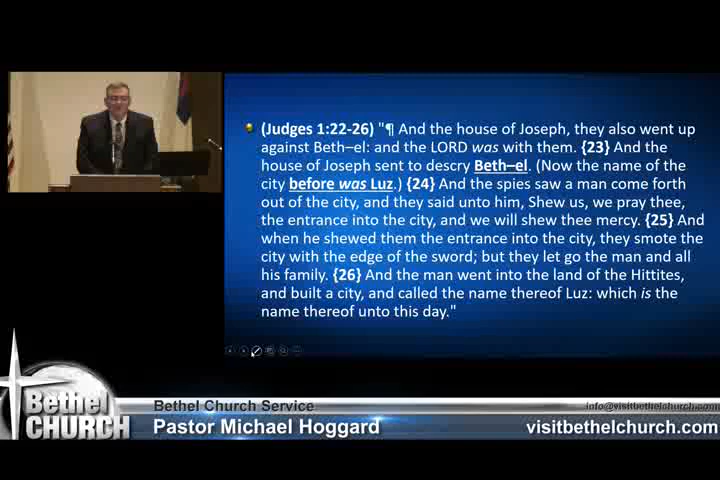 (Judges 1:22-26) "¶ And the house of Joseph, they also went up
against Beth–el: and the LORD was with them. {23} And the
house of Joseph sent to descry Beth–el. (Now the name of the
city before was Luz.) {24} And the spies saw a man come forth
out of the city, and they said unto him, Shew us, we pray thee,
the entrance into the city, and we will shew thee mercy. {25} And
when he shewed them the entrance into the city, they smote the
city with the edge of the sword; but they let go the man and all
his family. {26} And the man went into the land of the Hittites,
and built a city, and called the name thereof Luz: which is the
name thereof unto this day."
Bethel
CHURCH
Bethel Church Service
info@visitbethelchurch.com
Pastor Michael Hoggard
visitbethelchurch.com